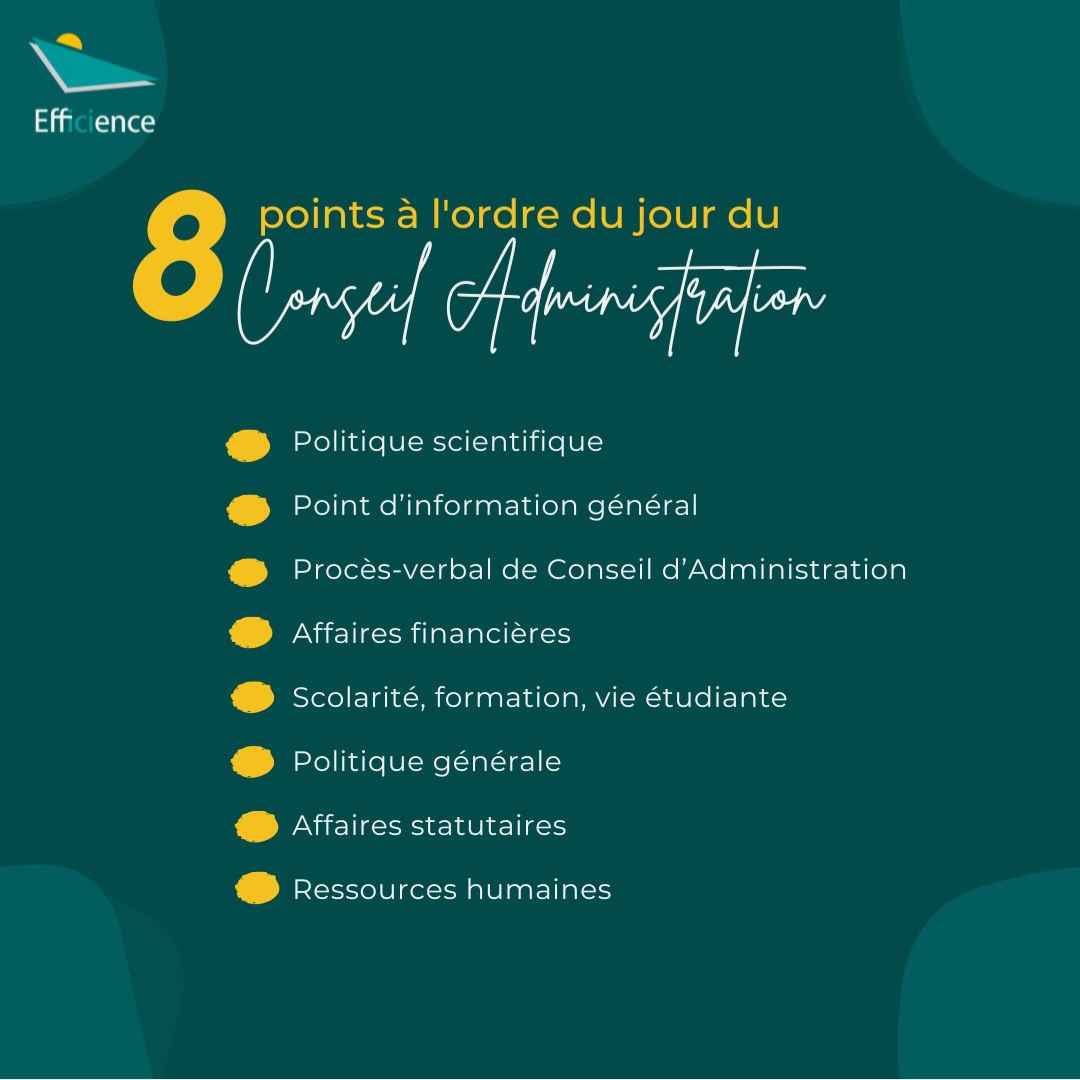 Efficience
8
points à l'ordre du jour du
Conseil Administration
Politique scientifique
Point d’information général
Procès-verbal de Conseil d’Administration
Affaires financières
Scolarité, formation, vie étudiante
Politique générale
Affaires statutaires
Ressources humaines